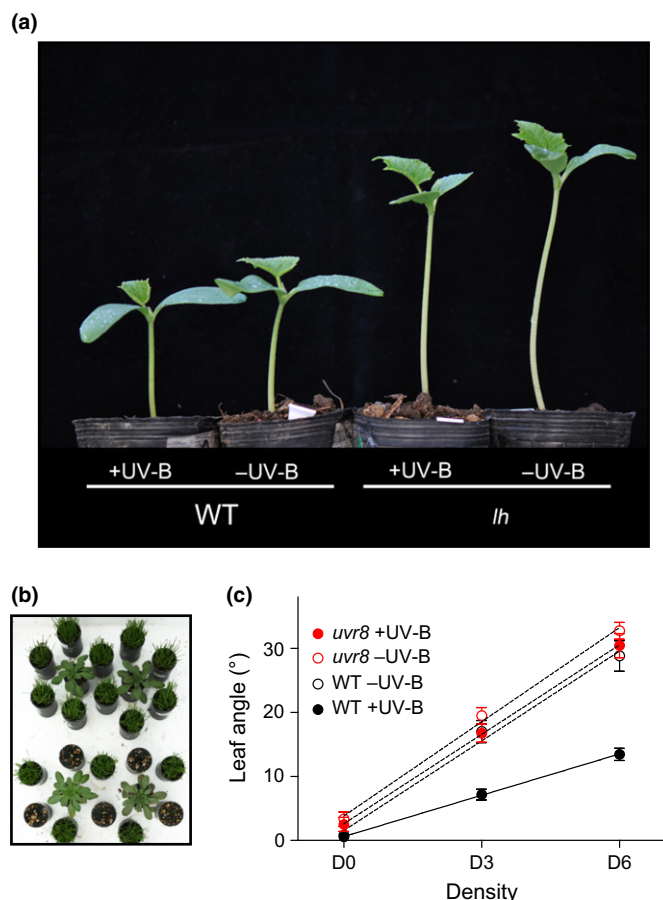 (a)
+UV-B –UV-B +UV-B –UV-B
WT lh
(b)
(c)
uvr8 +UV-B
uvr8 –UV-B
WT –UV-B
WT +UV-B
Leaf angle (°)
30
20
10
0
D0 D3 D6
Density